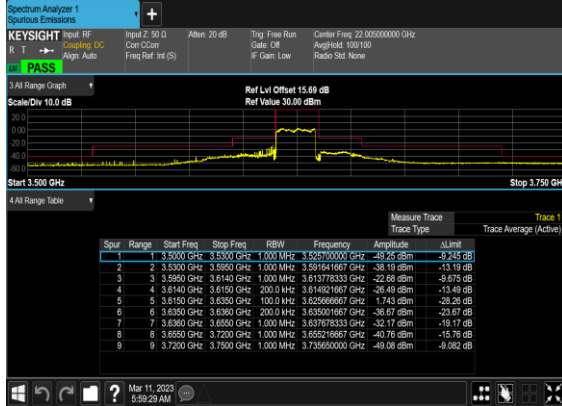 Spectrum Analyzer 1
Spurious Emissions
+
KEYSIGHT Input: RF Input Z: 50 Ω Atten: 20 dB Trig: Free Run Center Freq: 22.005000000 GHz
R T Coupling: DC Corr CCorr Gate: Off Avg|Hold: 100/100
Align: Auto Freq Ref: Int (S) IF Gain: Low Radio Std: None
PASS
3 All Range Graph Ref Lvl Offset 15.69 dB
Scale/Div 10.0 dB Ref Value 30.00 dBm
20.0
0.00
-20.0
-40.0
-60.0
Start 3.500 GHz Stop 3.750 GH
4 All Range Table
Measure Trace Trace 1
Trace Type Trace Average (Active)
Spur Range Start Freq Stop Freq RBW Frequency Amplitude ΔLimit
1 1 3.5000 GHz 3.5300 GHz 1.000 MHz 3.525700000 GHz -49.25 dBm -9.245 dB
2 2 3.5300 GHz 3.5950 GHz 1.000 MHz 3.591641667 GHz -38.19 dBm -13.19 dB
3 3 3.5950 GHz 3.6140 GHz 1.000 MHz 3.613778333 GHz -22.68 dBm -9.675 dB
4 4 3.6140 GHz 3.6150 GHz 200.0 kHz 3.614921667 GHz -26.49 dBm -13.49 dB
5 5 3.6150 GHz 3.6350 GHz 100.0 kHz 3.625666667 GHz 1.743 dBm -28.26 dB
6 6 3.6350 GHz 3.6360 GHz 200.0 kHz 3.635001667 GHz -36.67 dBm -23.67 dB
7 7 3.6360 GHz 3.6550 GHz 1.000 MHz 3.637678333 GHz -32.17 dBm -19.17 dB
8 8 3.6550 GHz 3.7200 GHz 1.000 MHz 3.655216667 GHz -40.76 dBm -15.76 dB
9 9 3.7200 GHz 3.7500 GHz 1.000 MHz 3.735650000 GHz -49.08 dBm -9.082 dB
? Mar 11, 2023
5:59:29 AM